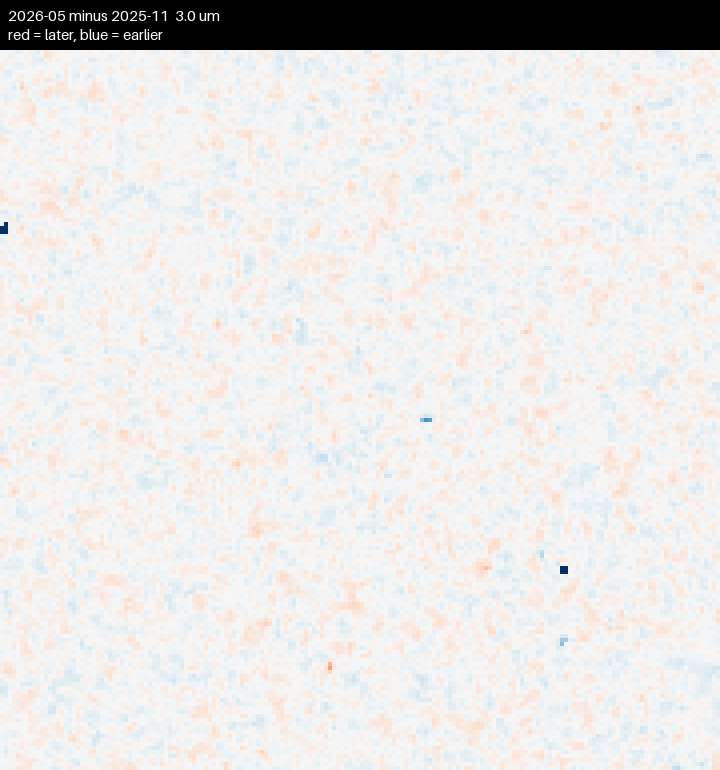 2026-05 minus 2025-11  3.0 um
red = later, blue = earlier